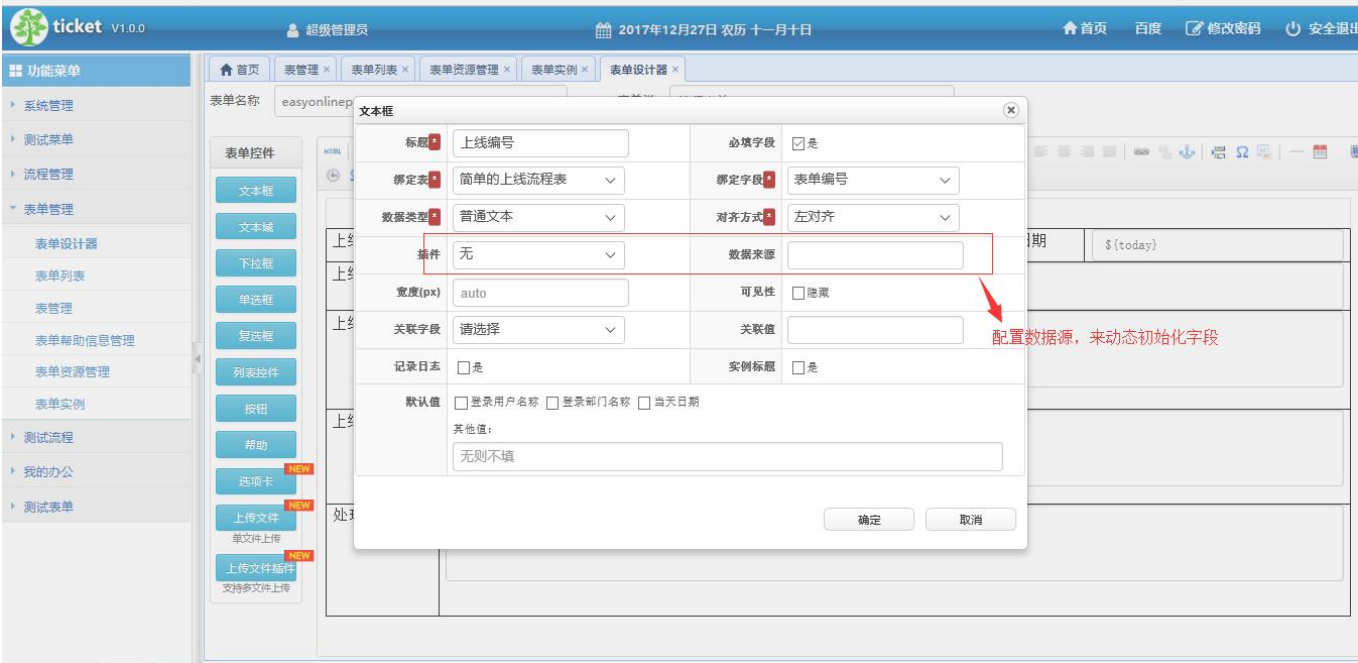 ticket V1.0.0
超级管理员
2017年12月27日 农历 十一月十日
首页 百度 修改密码 安全退出
功能菜单
系统管理
测试菜单
流程管理
表单管理
表单设计器
表单列表
表管理
表单帮助信息管理
表单资源管理
表单实例
测试流程
我的办公
测试表单
首页 表管理 × 表单列表 × 表单资源管理 × 表单实例 × 表单设计器 ×
表单名称 easyonlinep
表单控件
文本框
文本域
下拉框
单选框
复选框
列表控件
按钮
帮助
选项卡 NEW
上传文件 NEW
单文件上传
上传文件插件 NEW
支持多文件上传
HTML
上线
期 ${today}
上线
上线
上线
处理
文本框
标题* 上线编号 必填字段 是
绑定表* 简单的上线流程表 绑定字段* 表单编号
数据类型* 普通文本 对齐方式* 左对齐
插件 无 数据来源
宽度(px) auto 可见性 隐藏
关联字段 请选择 关联值
记录日志 是 实例标题 是
默认值 登录用户名称 登录部门名称 当天日期
其他值:
无则不填
确定 取消
配置数据源，来动态初始化字段